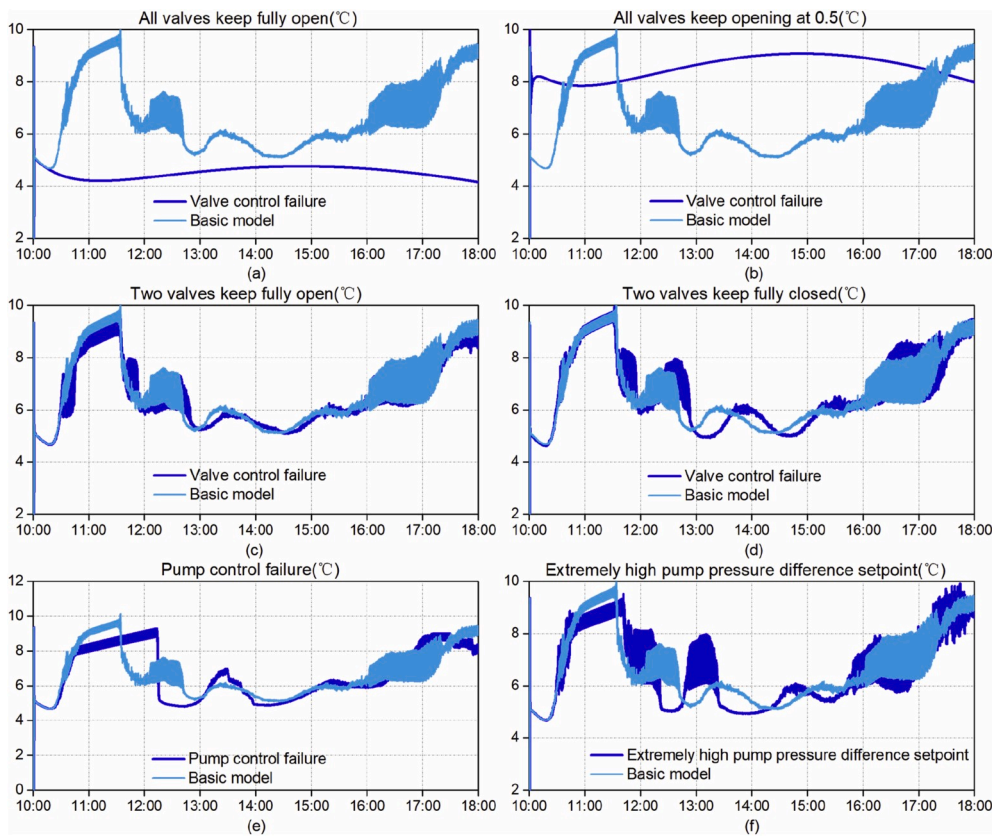 All valves keep fully open(℃)
10
8
6
4
2
Valve control failure
Basic model
10:00 11:00 12:00 13:00 14:00 15:00 16:00 17:00 18:00
(a)
All valves keep opening at 0.5(℃)
10
8
6
4
2
Valve control failure
Basic model
10:00 11:00 12:00 13:00 14:00 15:00 16:00 17:00 18:00
(b)
Two valves keep fully open(℃)
10
8
6
4
2
Valve control failure
Basic model
10:00 11:00 12:00 13:00 14:00 15:00 16:00 17:00 18:00
(c)
Two valves keep fully closed(℃)
10
8
6
4
2
Valve control failure
Basic model
10:00 11:00 12:00 13:00 14:00 15:00 16:00 17:00 18:00
(d)
Pump control failure(℃)
12
10
8
6
4
2
0
Pump control failure
Basic model
10:00 11:00 12:00 13:00 14:00 15:00 16:00 17:00 18:00
(e)
Extremely high pump pressure difference setpoint(℃)
10
8
6
4
2
Extremely high pump pressure difference setpoint
Basic model
10:00 11:00 12:00 13:00 14:00 15:00 16:00 17:00 18:00
(f)